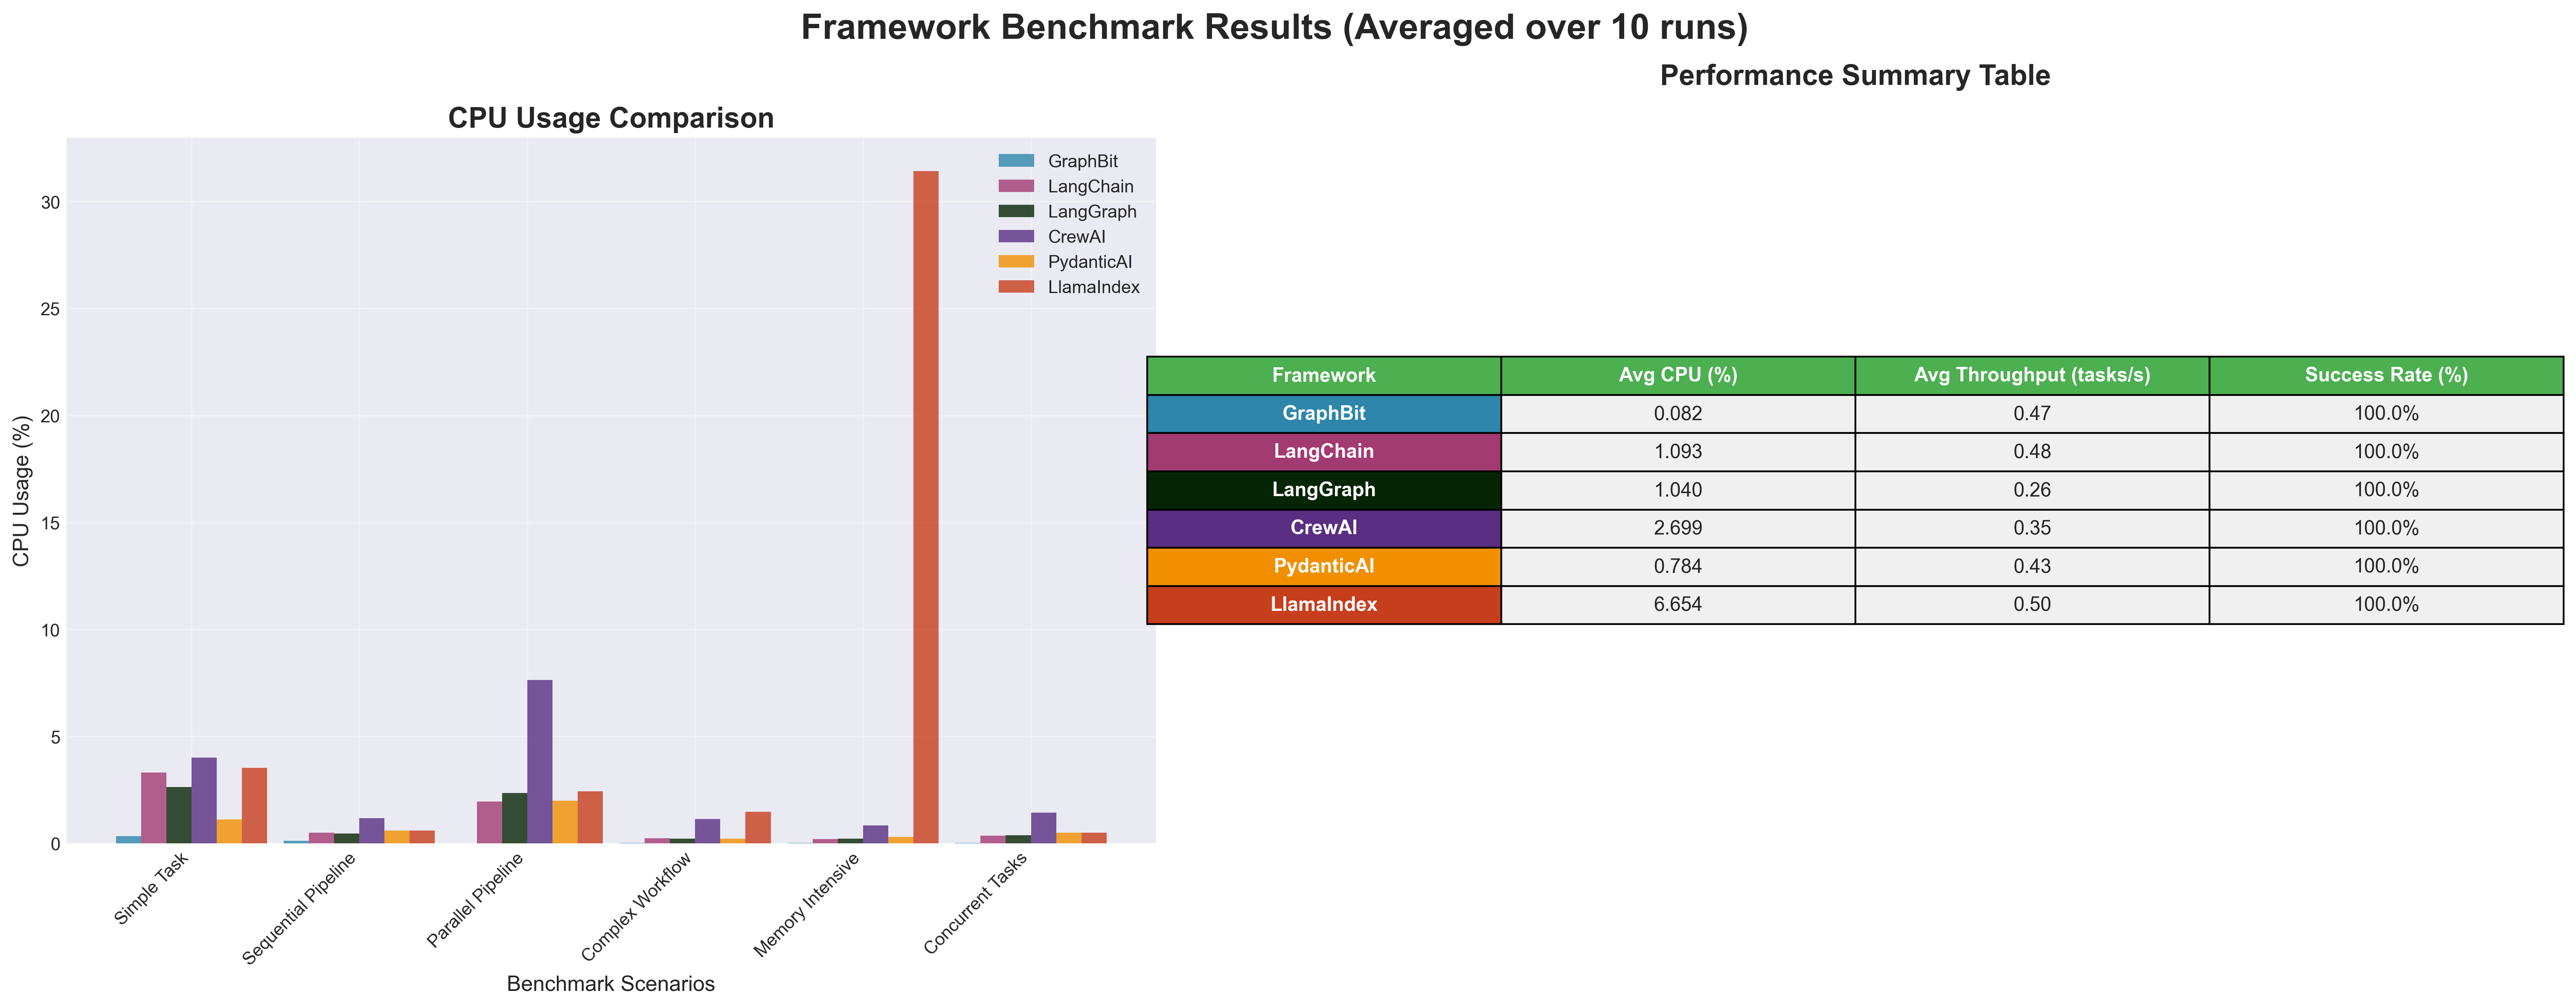 Framework Benchmark Results (Averaged over 10 runs)
CPU Usage Comparison
CPU Usage (%)
30
25
20
15
10
5
0
GraphBit
LangChain
LangGraph
CrewAI
PydanticAI
LlamaIndex
Simple Task
Sequential Pipeline
Parallel Pipeline
Complex Workflow
Memory Intensive
Concurrent Tasks
Benchmark Scenarios
Performance Summary Table
Framework Avg CPU (%) Avg Throughput (tasks/s) Success Rate (%)
GraphBit 0.082 0.47 100.0%
LangChain 1.093 0.48 100.0%
LangGraph 1.040 0.26 100.0%
CrewAI 2.699 0.35 100.0%
PydanticAI 0.784 0.43 100.0%
LlamaIndex 6.654 0.50 100.0%